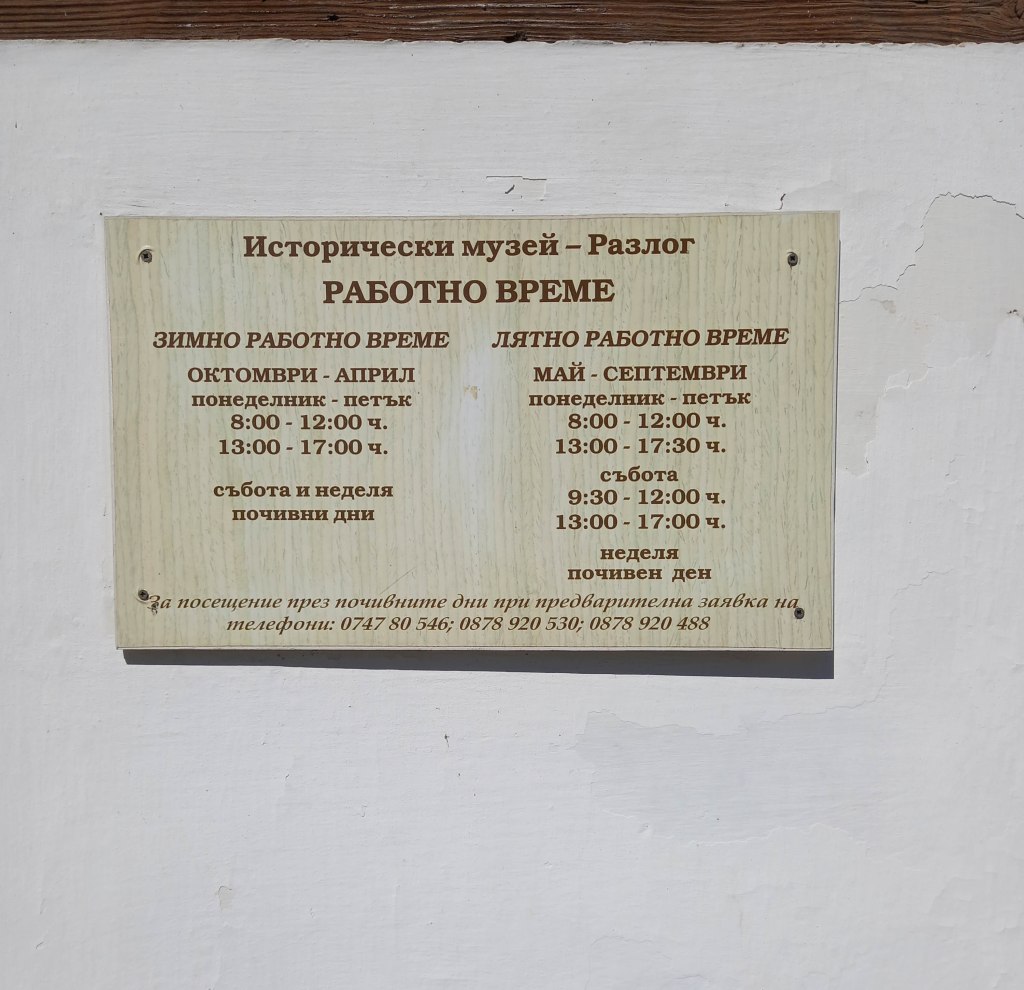 Исторически музей – Разлог
РАБОТНО ВРЕМЕ
ЗИМНО РАБОТНО ВРЕМЕ
ОКТОМВРИ - АПРИЛ
понеделник - петък
8:00 - 12:00 ч.
13:00 - 17:00 ч.
събота и неделя
почивни дни
ЛЯТНО РАБОТНО ВРЕМЕ
МАЙ - СЕПТЕМВРИ
понеделник - петък
8:00 - 12:00 ч.
13:00 - 17:30 ч.
събота
9:30 - 12:00 ч.
13:00 - 17:00 ч.
неделя
почивен ден
За посещение през почивните дни при предварителна заявка на
телефони: 0747 80 546; 0878 920 530; 0878 920 488